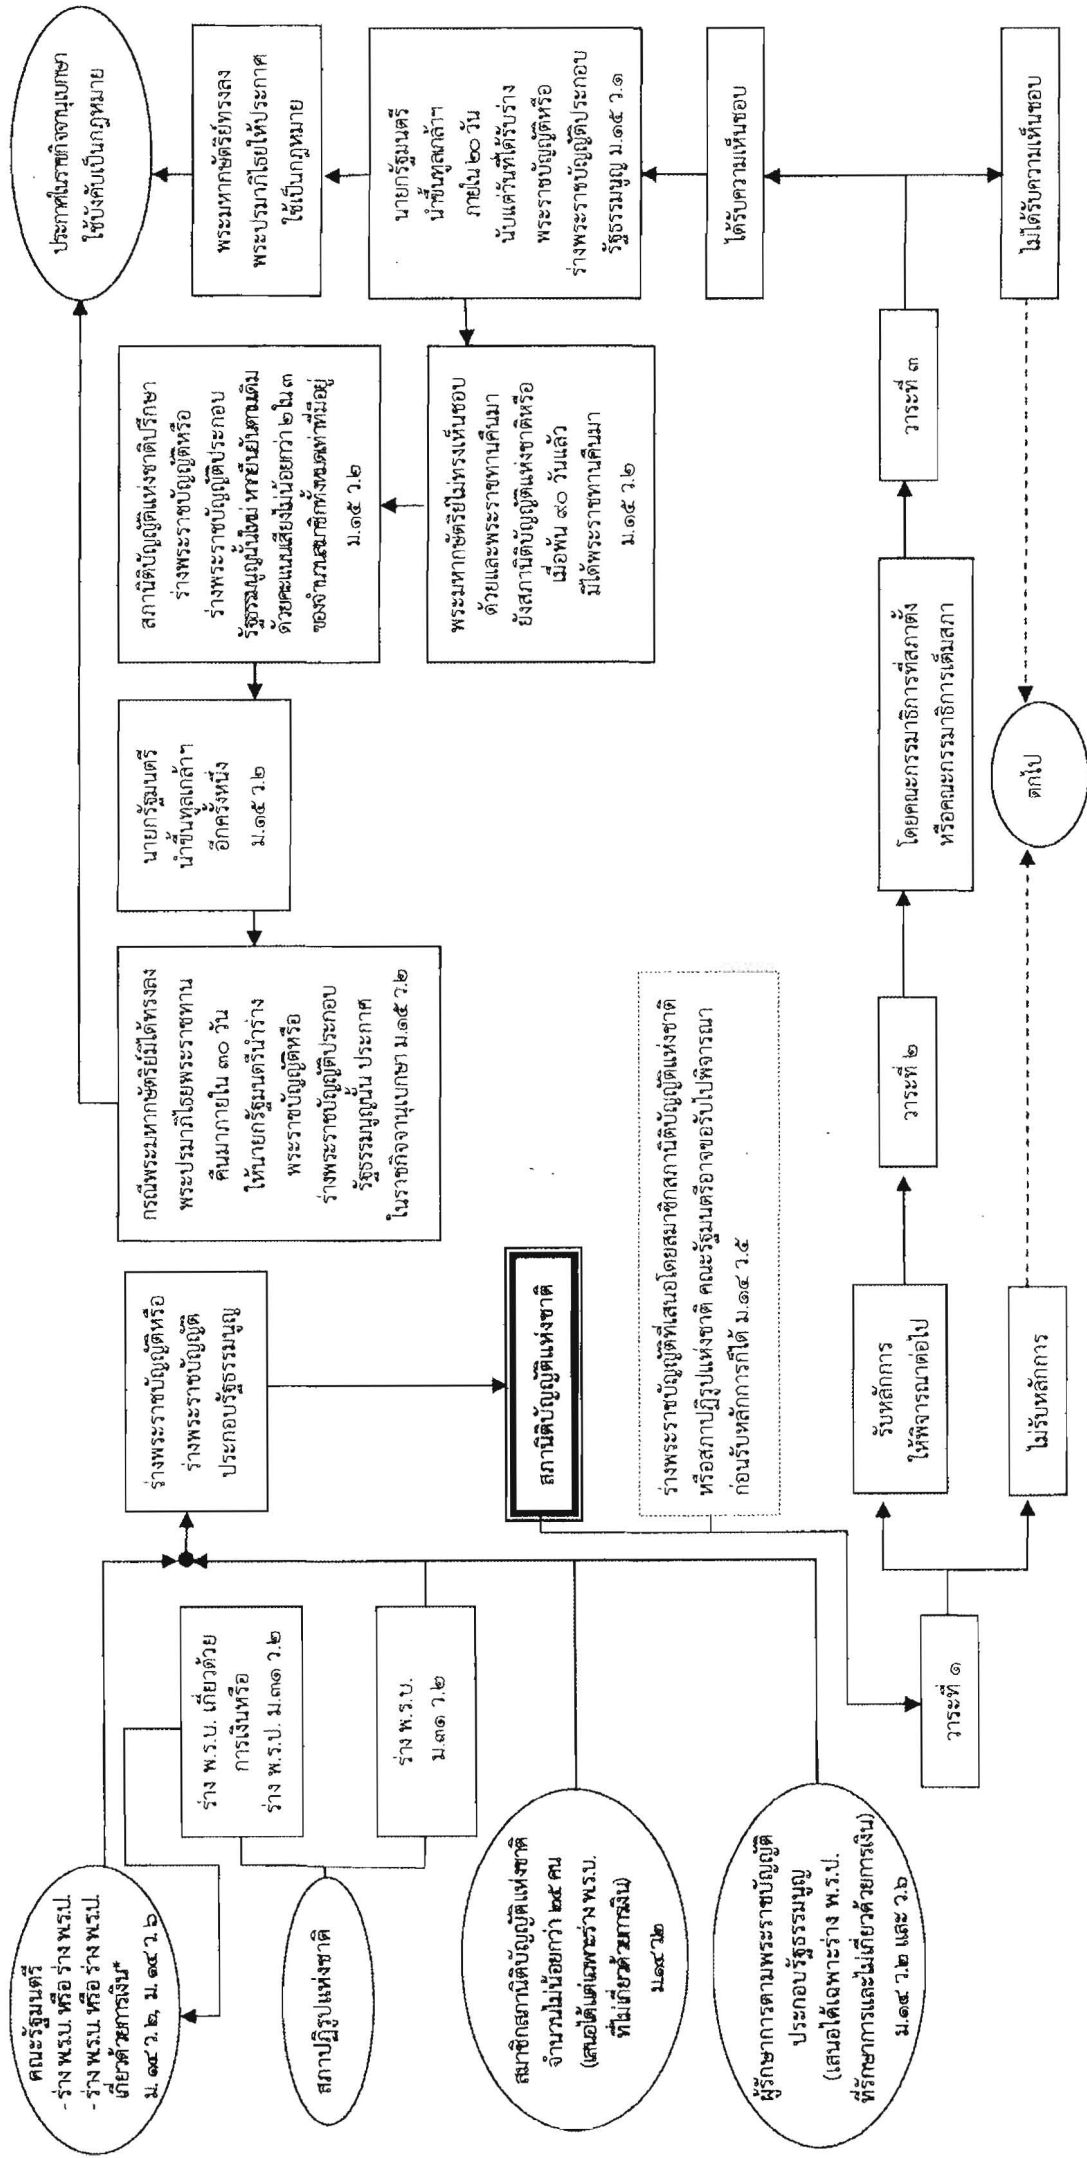 คณะรัฐมนตรี
- ร่าง พ.ร.บ. หรือ ร่าง พ.ร.ป.
- ร่าง พ.ร.บ. หรือ ร่าง พ.ร.ป.
เกี่ยวด้วยการเงิน*
ม. ๑๔ ว. ๒, ม. ๑๔ ว. ๖
สภาปฏิรูปแห่งชาติ
สมาชิกสภานิติบัญญัติแห่งชาติ
จำนวนไม่น้อยกว่า ๒๕ คน
(เสนอได้แต่เฉพาะร่าง พ.ร.บ.
ที่ไม่เกี่ยวด้วยการเงิน)
ม.๑๔ ว.๒
ผู้รักษาการตามพระราชบัญญัติ
ประกอบรัฐธรรมนูญ
(เสนอได้เฉพาะร่าง พ.ร.ป.
ที่รักษาการและไม่เกี่ยวด้วยการเงิน)
ม.๑๔ ว.๒ และ ว.๖
ร่าง พ.ร.บ. เกี่ยวด้วย
การเงินหรือ
ร่าง พ.ร.ป. ม.๓๑ ว.๒
ร่าง พ.ร.บ.
ม.๓๑ ว.๒
ร่างพระราชบัญญัติหรือ
ร่างพระราชบัญญัติ
ประกอบรัฐธรรมนูญ
สภานิติบัญญัติแห่งชาติ
ร่างพระราชบัญญัติที่เสนอโดยสมาชิกสภานิติบัญญัติแห่งชาติ
หรือสภาปฏิรูปแห่งชาติ คณะรัฐมนตรีอาจขอรับไปพิจารณา
ก่อนรับหลักการก็ได้ ม.๑๔ ว.๕
วาระที่ ๑
รับหลักการ
ให้พิจารณาต่อไป
ไม่รับหลักการ
วาระที่ ๒
โดยคณะกรรมาธิการที่สภาตั้ง
หรือคณะกรรมาธิการเต็มสภา
ตกไป
วาระที่ ๓
ได้รับความเห็นชอบ
ไม่ได้รับความเห็นชอบ
นายกรัฐมนตรี
นำขึ้นทูลเกล้าฯ
ภายใน ๒๐ วัน
นับแต่วันที่ได้รับร่าง
พระราชบัญญัติหรือ
ร่างพระราชบัญญัติประกอบ
รัฐธรรมนูญ ม.๑๕ ว.๑
พระมหากษัตริย์ทรงลง
พระปรมาภิไธยให้ประกาศ
ใช้เป็นกฎหมาย
ประกาศในราชกิจจานุเบกษา
ใช้บังคับเป็นกฎหมาย
พระมหากษัตริย์ไม่ทรงเห็นชอบ
ด้วยและพระราชทานคืนมา
ยังสภานิติบัญญัติแห่งชาติหรือ
เมื่อพ้น ๙๐ วันแล้ว
มิได้พระราชทานคืนมา
ม.๑๕ ว.๒
สภานิติบัญญัติแห่งชาติปรึกษา
ร่างพระราชบัญญัติหรือ
ร่างพระราชบัญญัติประกอบ
รัฐธรรมนูญนั้นใหม่ หากยืนยันตามเดิม
ด้วยคะแนนเสียงไม่น้อยกว่า ๒ ใน ๓
ของจำนวนสมาชิกทั้งหมดเท่าที่มีอยู่
ม.๑๕ ว.๒
นายกรัฐมนตรี
นำขึ้นทูลเกล้าฯ
อีกครั้งหนึ่ง
ม.๑๕ ว.๒
กรณีพระมหากษัตริย์มิได้ทรงลง
พระปรมาภิไธยพระราชทาน
คืนมาภายใน ๓๐ วัน
ให้นายกรัฐมนตรีนำร่าง
พระราชบัญญัติหรือ
ร่างพระราชบัญญัติประกอบ
รัฐธรรมนูญนั้น ประกาศ
ในราชกิจจานุเบกษา ม.๑๕ ว.๒